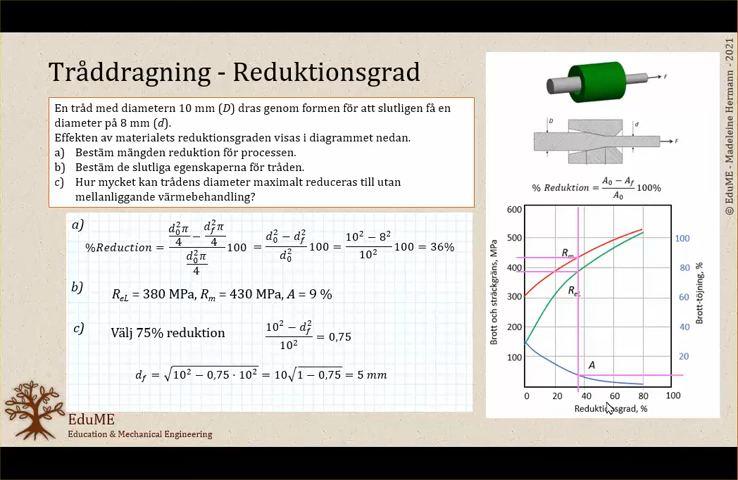 Tråddragning - Reduktionsgrad
En tråd med diametern 10 mm (D) dras genom formen för att slutligen få en
diameter på 8 mm (d).
Effekten av materialets reduktionsgraden visas i diagrammet nedan.
a) Bestäm mängden reduktion för processen.
b) Bestäm de slutliga egenskaperna för tråden.
c) Hur mycket kan trådens diameter maximalt reduceras till utan
mellanliggande värmebehandling?
a)
%Reduction = (d₀²π/4 − d_f²π/4)/(d₀²π/4) 100 = (d₀² − d_f²)/d₀² 100 = (10² − 8²)/10² 100 = 36%
b)
R_eL = 380 MPa, R_m = 430 MPa, A = 9 %
c)
Välj 75% reduktion
(10² − d_f²)/10² = 0,75
d_f = √(10² − 0,75 · 10²) = 10√(1 − 0,75) = 5 mm
EduME
Education & Mechanical Engineering
F
D
d
F
% Reduktion = (A₀ − A_f)/A₀ 100%
Brott och sträckgräns, MPa
600
500
400
300
200
100
R_m
A
100
80
60
40
20
Brott-töjning, %
0 20 40 60 80 100
Reduktionsgrad, %
© EduME - Madeleine Hermann - 2021